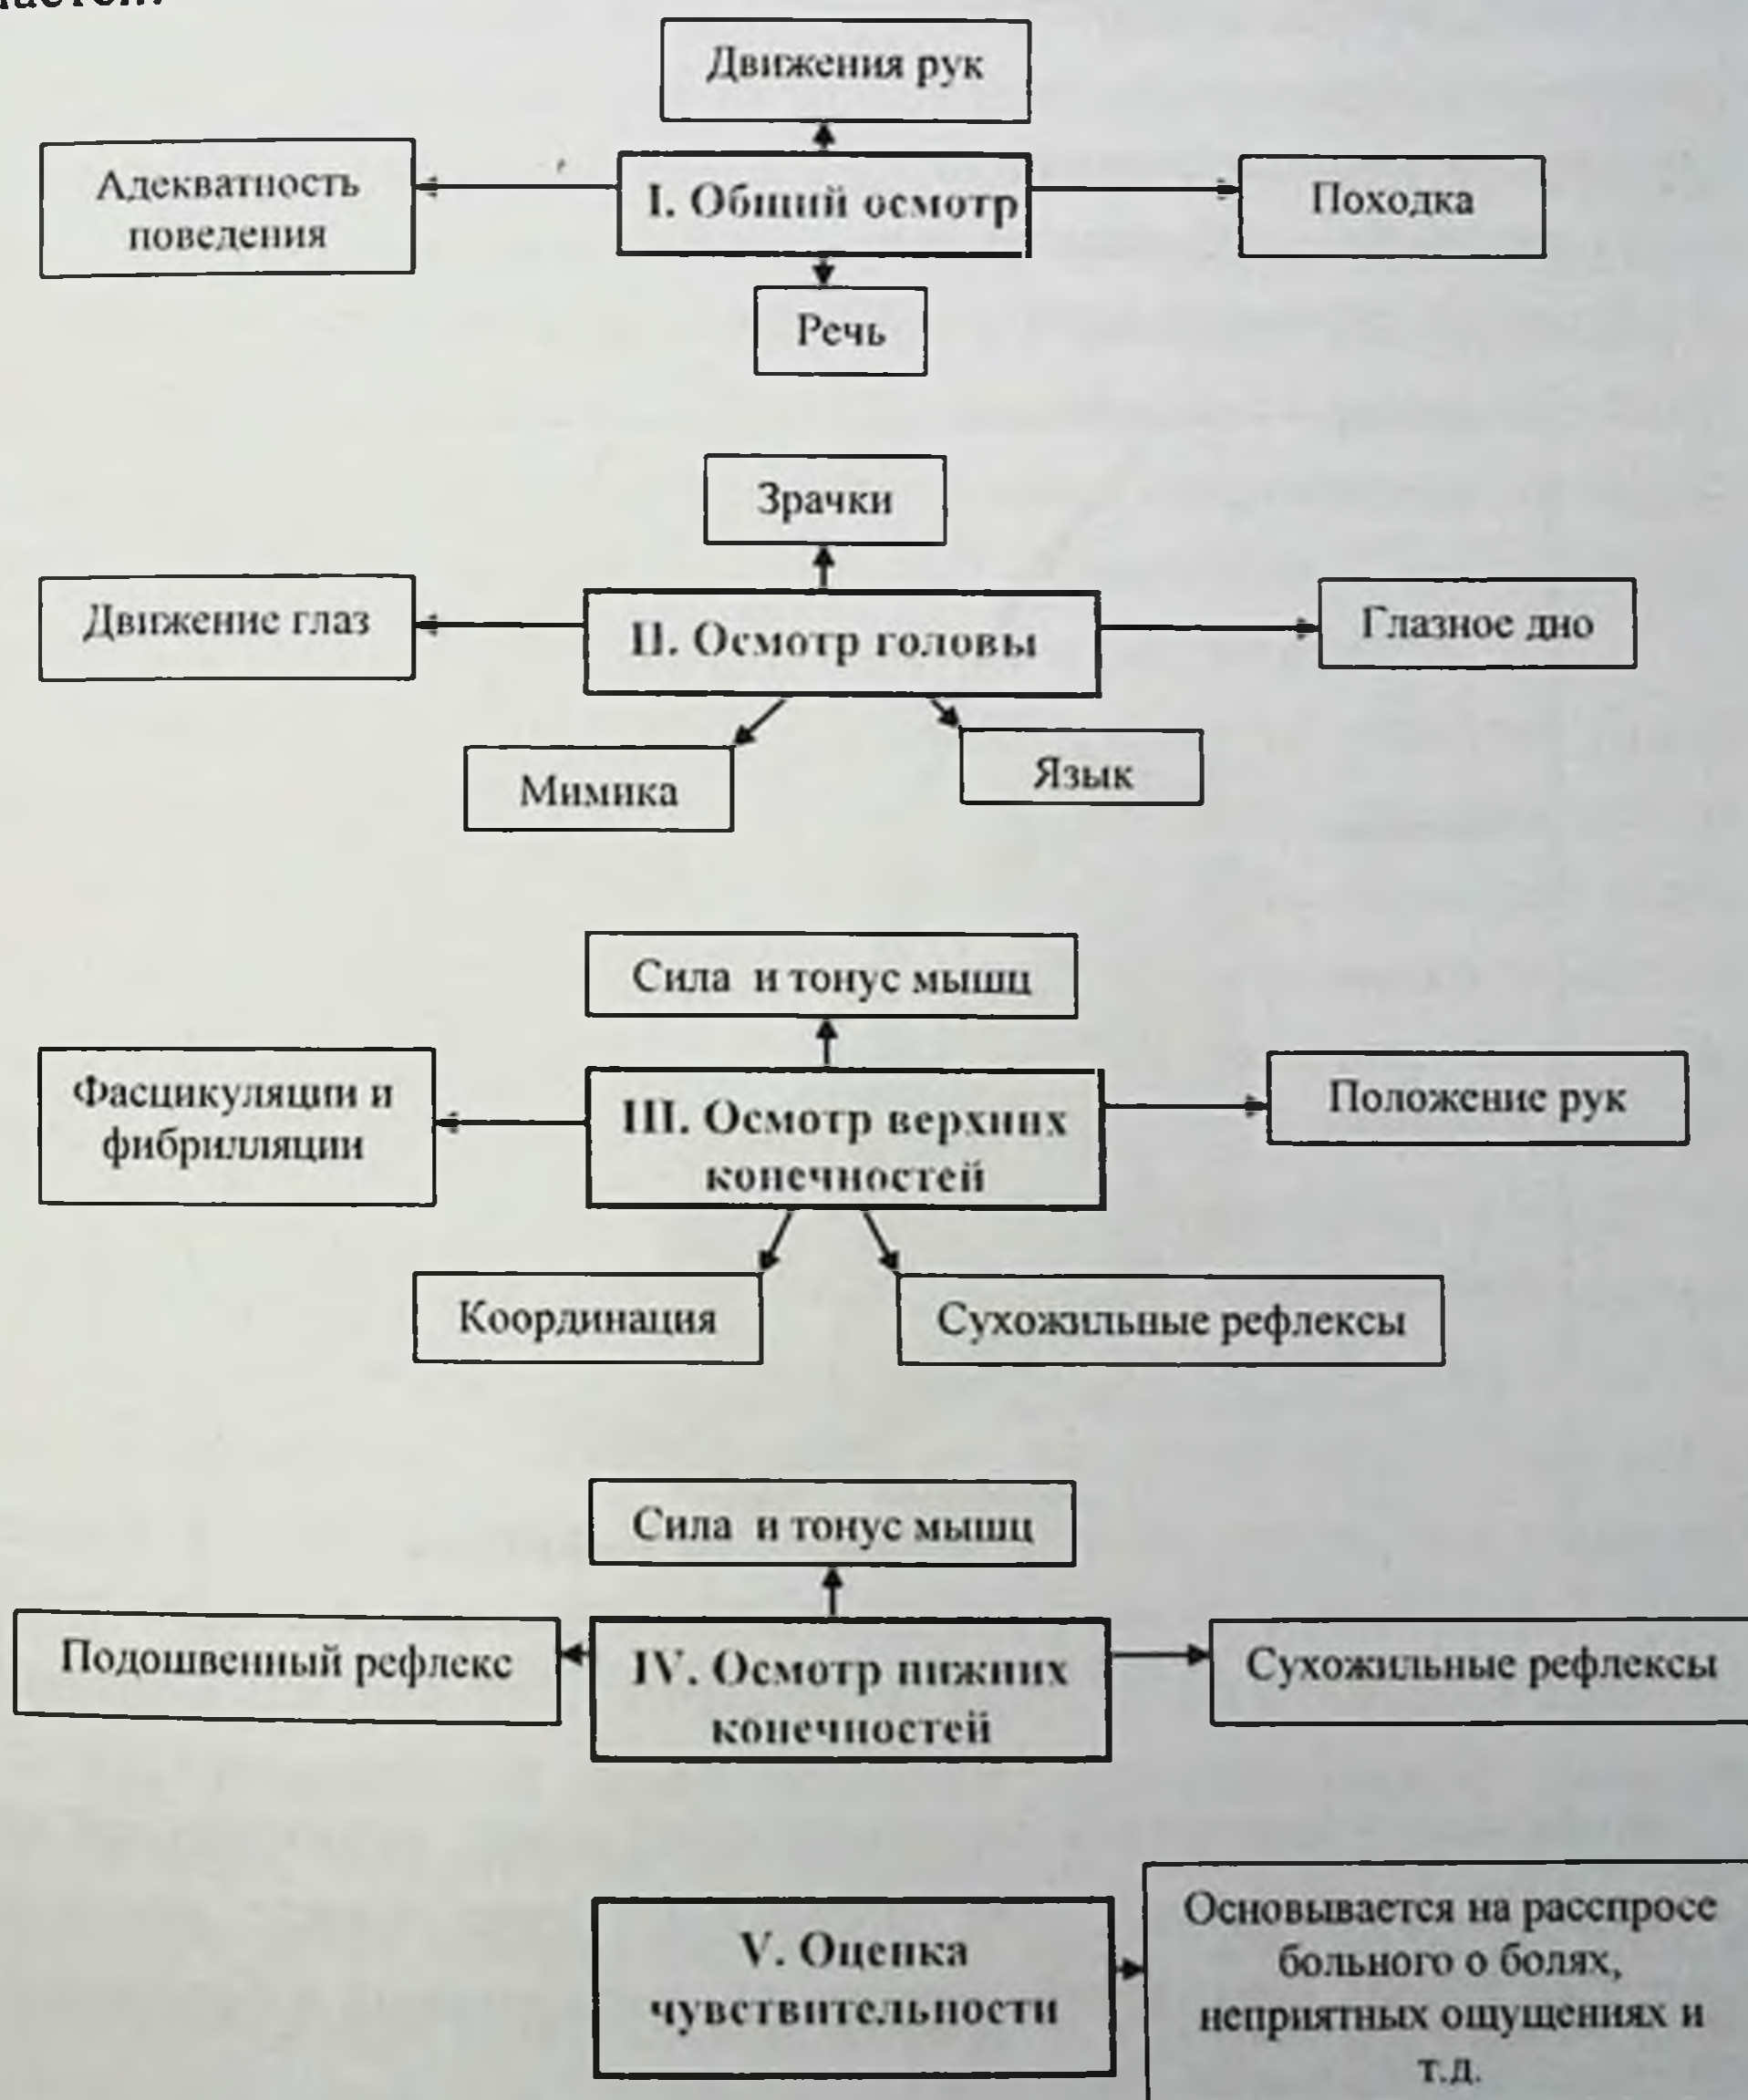 Движения рук
Адекватность
поведения
I. Общий осмотр
Походка
Речь
Зрачки
Движение глаз
II. Осмотр головы
Глазное дно
Мимика
Язык
Сила и тонус мышц
Фасцикуляции и
фибрилляции
III. Осмотр верхних
конечностей
Положение рук
Координация
Сухожильные рефлексы
Сила и тонус мышц
Подошвенный рефлекс
IV. Осмотр нижних
конечностей
Сухожильные рефлексы
V. Оценка
чувствительности
Основывается на расспросе
больного о болях,
неприятных ощущениях и
т.д.